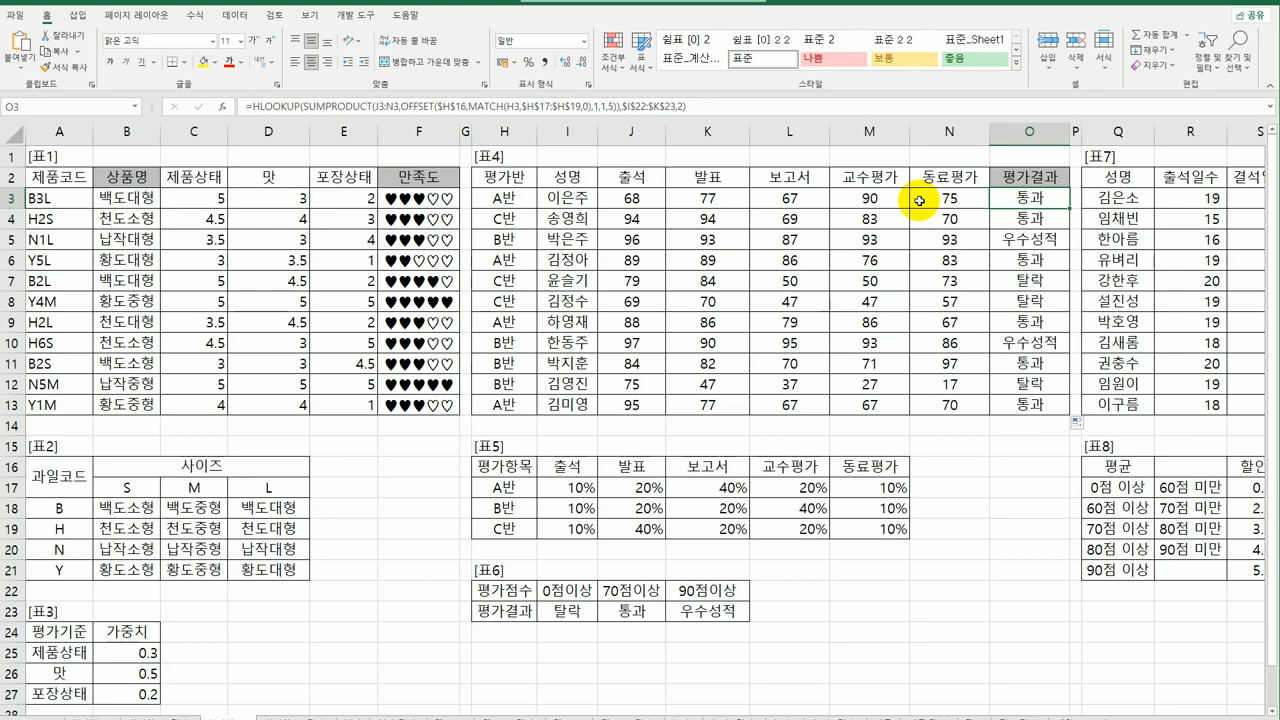 파일 홈 삽입 페이지 레이아웃 수식 데이터 검토 보기 개발 도구 도움말 공유
잘라내기 맑은 고딕 11 자동 줄 바꿈 일반 표준 [0] 2 표준 [0] 2 2 표준 2 표준 2 2 표준_Sheet1 자동 합계
붙여넣기 복사 서식 복사 가 가 가 병합하고 가운데 맞춤 조건부 서식 표 서식 표준_계산... 표준 나쁨 보통 좋음 삽입 삭제 서식 채우기 지우기 정렬 및 필터 찾기 및 선택
클립보드 글꼴 맞춤 표시 형식 스타일 셀 편집
O3 =HLOOKUP(SUMPRODUCT(J3:N3,OFFSET($H$16,MATCH(H3,$H$17:$H$19,0),1,1,5)),$I$22:$K$23,2)
A B C D E F G H I J K L M N O P Q R S
1 [표1] [표4] [표7]
2 제품코드 상품명 제품상태 맛 포장상태 만족도 평가반 성명 출석 발표 보고서 교수평가 동료평가 평가결과 성명 출석일수 결석
3 B3L 백도대형 5 3 2 ♥♥♥♡♡ A반 이은주 68 77 67 90 75 통과 김은소 19
4 H2S 천도소형 4.5 4 3 ♥♥♥♡♡ C반 송영희 94 94 69 83 70 통과 임채빈 15
5 N1L 납작대형 3.5 3 4 ♥♥♥♡♡ B반 박은주 96 93 87 93 93 우수성적 한아름 16
6 Y5L 황도대형 3 3.5 1 ♥♥♡♡♡ A반 김정아 89 89 86 76 83 통과 유벼리 19
7 B2L 백도대형 5 4.5 2 ♥♥♥♥♡ C반 윤슬기 79 84 50 50 73 탈락 강한후 20
8 Y4M 황도중형 5 5 5 ♥♥♥♥♥ C반 김정수 69 70 47 47 57 탈락 설진성 19
9 H2L 천도대형 3.5 4.5 2 ♥♥♥♡♡ A반 하영재 88 86 79 86 67 통과 박호영 19
10 H6S 천도소형 4.5 3 5 ♥♥♥♡♡ B반 한동주 97 90 95 93 86 우수성적 김새롬 19
11 B2S 백도소형 3 3 4.5 ♥♥♥♡♡ B반 박지훈 84 82 70 71 97 통과 권충수 20
12 N5M 납작중형 5 5 5 ♥♥♥♥♥ B반 김영진 75 47 37 27 17 탈락 임원이 19
13 Y1M 황도중형 4 4 1 ♥♥♥♡♡ A반 김미영 95 77 67 67 70 통과 이구름 18
14
15 [표2] [표5] [표8]
16 과일코드 사이즈 평가항목 출석 발표 보고서 교수평가 동료평가 평균 할인
17 S M L A반 10% 20% 40% 20% 10% 0점 이상 60점 미만 0.
18 B 백도소형 백도중형 백도대형 B반 10% 20% 20% 40% 10% 60점 이상 70점 미만 2.
19 H 천도소형 천도중형 천도대형 C반 10% 40% 20% 20% 10% 70점 이상 80점 미만 3.
20 N 납작소형 납작중형 납작대형 80점 이상 90점 미만 4.
21 Y 황도소형 황도중형 황도대형 [표6] 90점 이상 5.
22 평가점수 0점이상 70점이상 90점이상
23 [표3] 평가결과 탈락 통과 우수성적
24 평가기준 가중치
25 제품상태 0.3
26 맛 0.5
27 포장상태 0.2
28